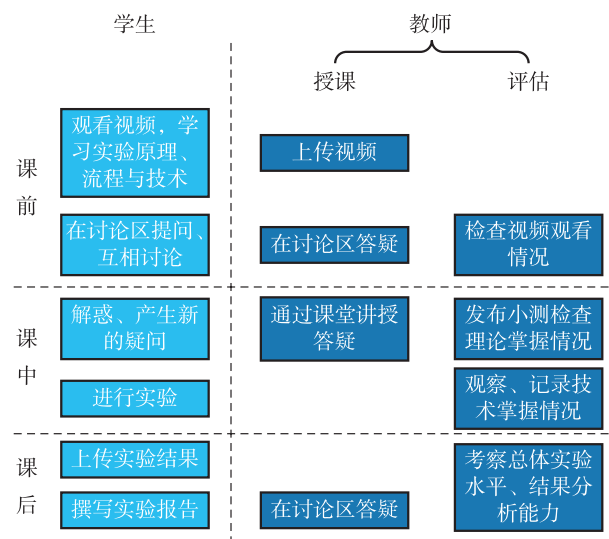 学生
教师
授课
评估
课
前
观看视频，学
习实验原理、
流程与技术
上传视频
在讨论区提问、
互相讨论
在讨论区答疑
检查视频观看
情况
课
中
解惑、产生新
的疑问
通过课堂讲授
答疑
发布小测检查
理论掌握情况
进行实验
观察、记录技
术掌握情况
课
后
上传实验结果
撰写实验报告
在讨论区答疑
考察总体实验
水平、结果分
析能力